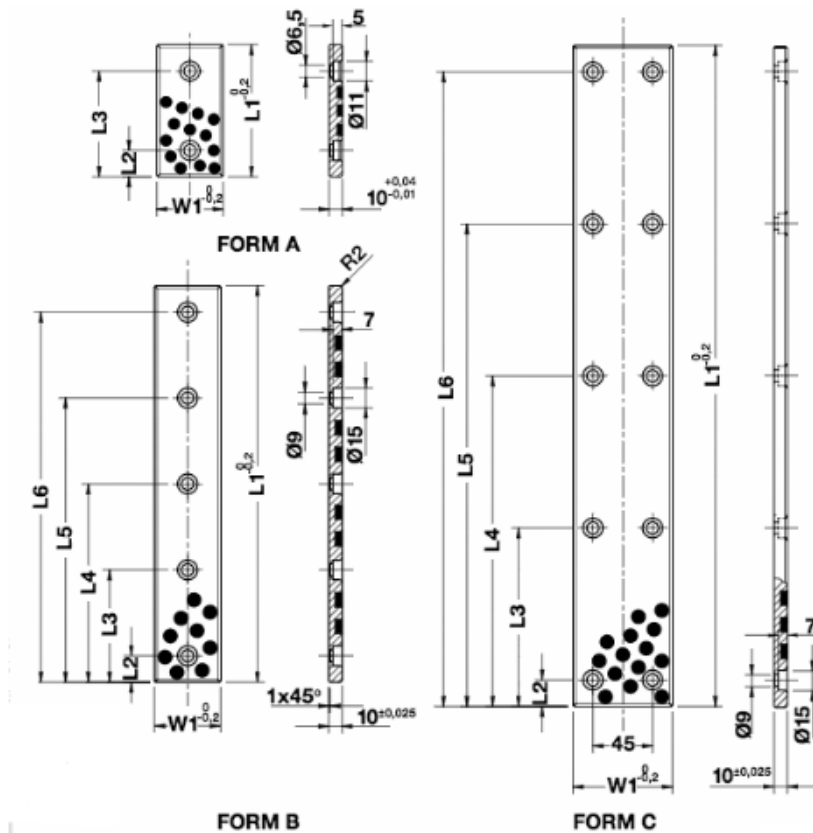 Ø6,5
5
L3
L2
L1 0 -0,2
Ø11
W1 0 -0,2
10 +0,04 -0,01
FORM A
R2
7
L6
L5
L4
L3
L2
L1 0 -0,2
Ø9
Ø15
1x45°
W1 0 -0,2
10±0,025
FORM B
L6
L5
L4
L3
L2
L1 0 -0,2
7
Ø9
Ø15
45
W1 0 -0,2
10±0,025
FORM C